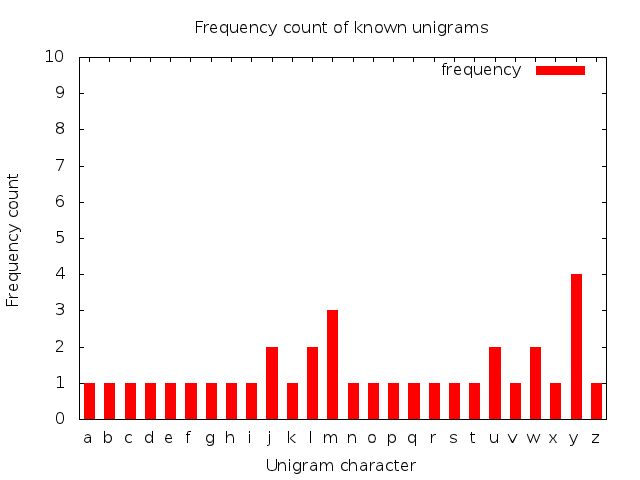 Frequency count of known unigrams
frequency
10
9
8
7
6
5
4
3
2
1
0
Frequency count
a b c d e f g h i j k l m n o p q r s t u v w x y z
Unigram character